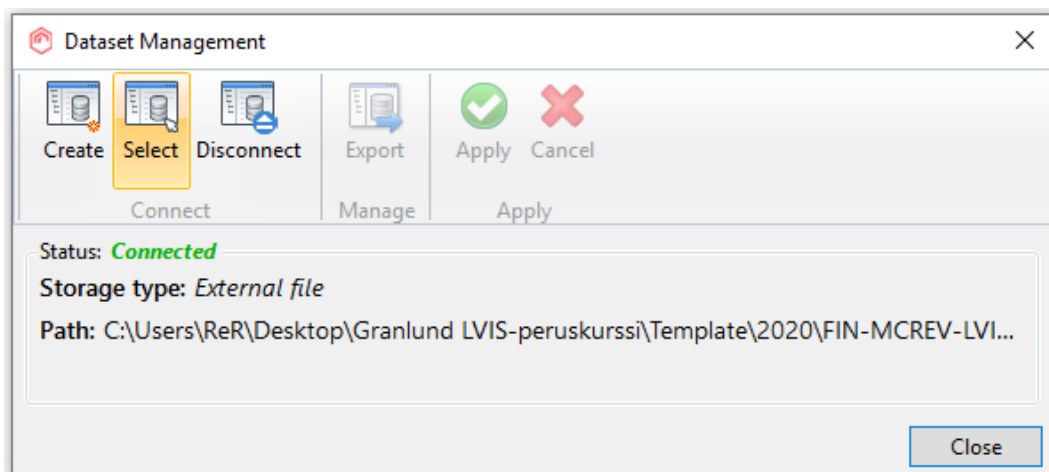 Dataset Management
Create Select Disconnect Export Apply Cancel
Connect Manage Apply
Status: Connected
Storage type: External file
Path: C:\Users\ReR\Desktop\Granlund LVIS-peruskurssi\Template\2020\FIN-MCREV-LVI...
Close